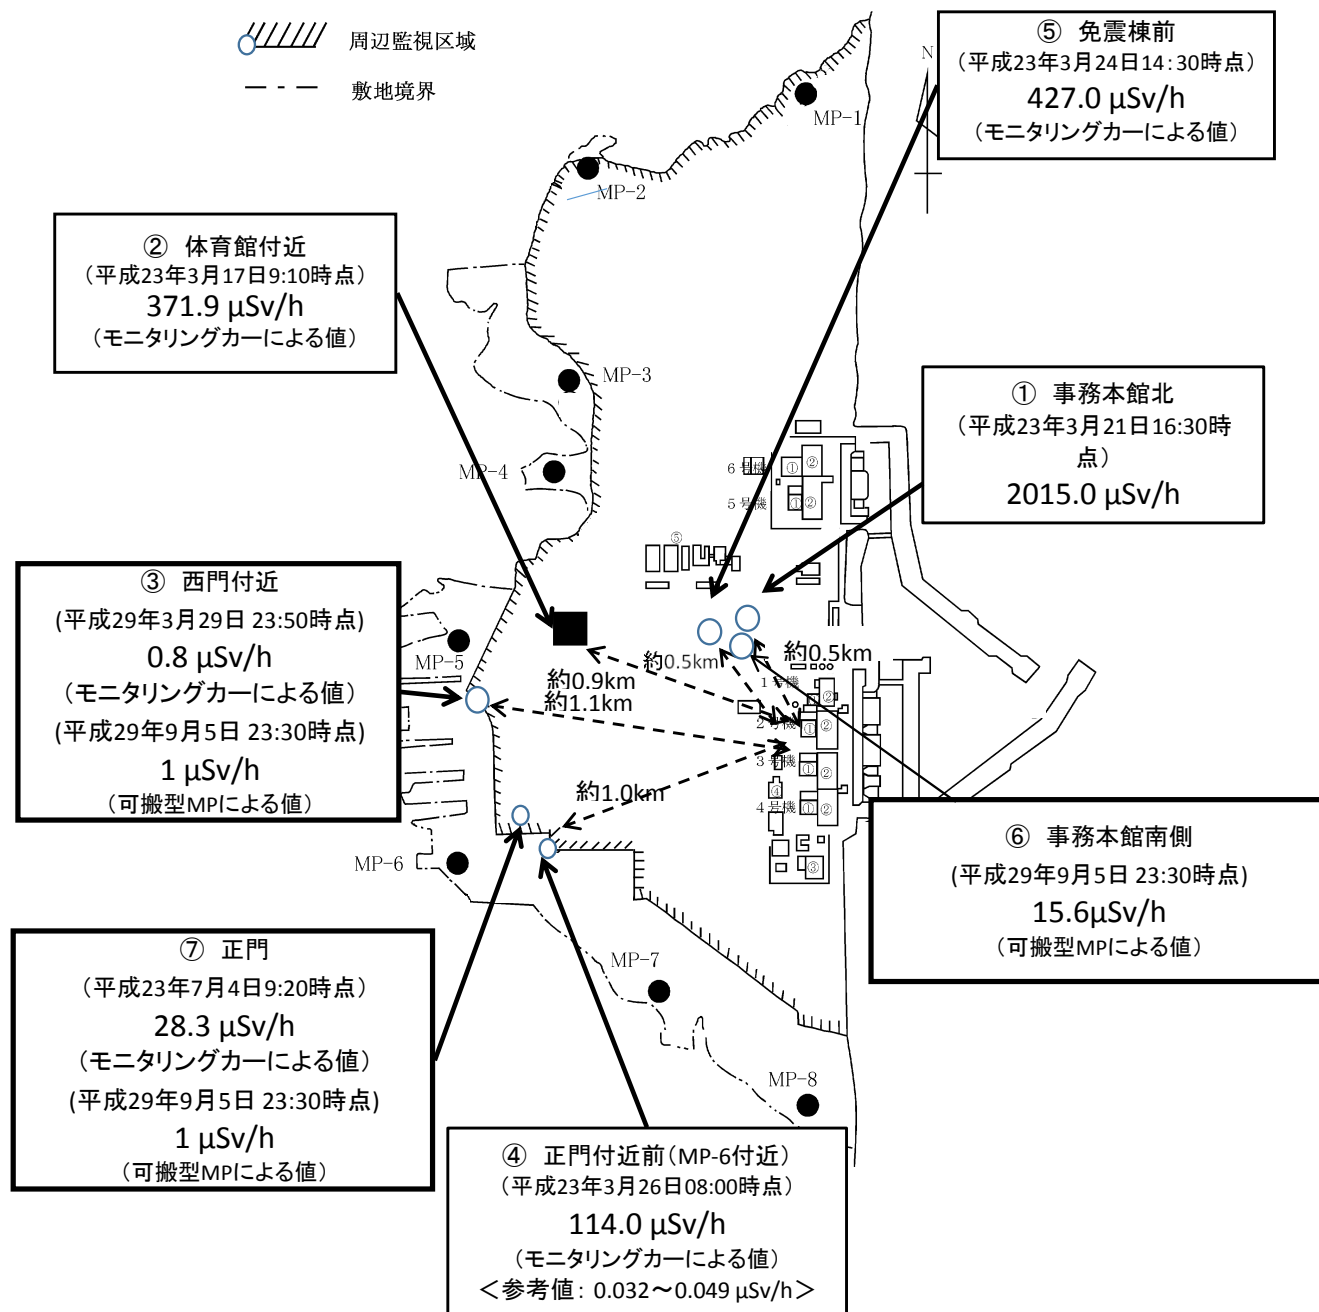 周辺監視区域
敷地境界
⑤ 免震棟前
（平成23年3月24日14：30時点）
427.0 μSv/h
（モニタリングカーによる値）
N
MP-1
MP-2
② 体育館付近
（平成23年3月17日9:10時点）
371.9 μSv/h
（モニタリングカーによる値）
MP-3
① 事務本館北
（平成23年3月21日16:30時
点）
2015.0 μSv/h
MP-4
6号機
① ②
5号機
① ②
⑤
③ 西門付近
(平成29年3月29日 23:50時点)
0.8 μSv/h
（モニタリングカーによる値）
(平成29年9月5日 23:30時点)
1 μSv/h
（可搬型MPによる値）
MP-5
約0.5km
約0.5km
約0.9km
約1.1km
1号機
②
2号機
① ②
3号機
① ②
約1.0km
④
4号機
① ②
③
MP-6
⑥ 事務本館南側
(平成29年9月5日 23:30時点)
15.6μSv/h
（可搬型MPによる値）
⑦ 正門
（平成23年7月4日9:20時点）
28.3 μSv/h
（モニタリングカーによる値）
(平成29年9月5日 23:30時点)
1 μSv/h
（可搬型MPによる値）
MP-7
MP-8
④ 正門付近前（MP-6付近）
（平成23年3月26日08:00時点）
114.0 μSv/h
（モニタリングカーによる値）
＜参考値： 0.032～0.049 μSv/h＞